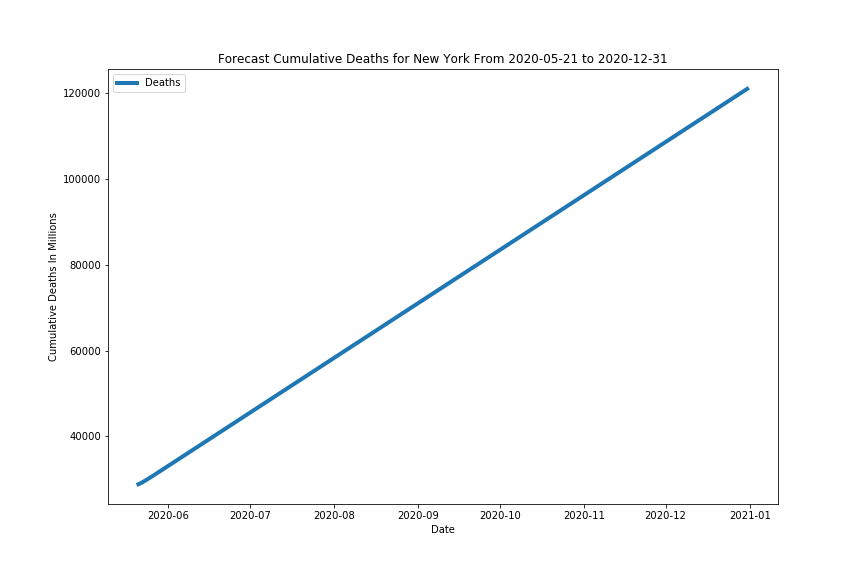 Forecast Cumulative Deaths for New York From 2020-05-21 to 2020-12-31
Deaths
120000
100000
80000
60000
40000
Cumulative Deaths In Millions
2020-06 2020-07 2020-08 2020-09 2020-10 2020-11 2020-12 2021-01
Date